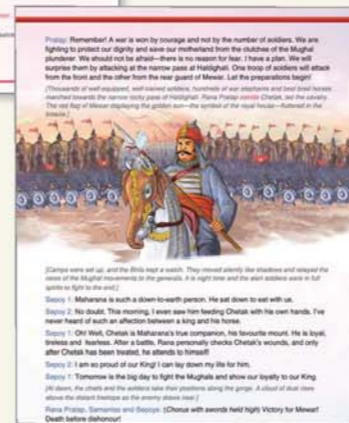 Pratap: Remember! A war is won by courage and not by the number of soldiers. We are
fighting to protect our dignity and save our motherland from the clutches of the Mughal
plunderer. We should not be afraid—there is no reason for fear. I have a plan. We will
surprise them by attacking at the narrow pass at Haldighati. One troop of soldiers will attack
from the front and the other from the rear guard of Mewar. Let the preparations begin!
[Thousands of well-equipped, well-trained soldiers, hundreds of war elephants and best bred horses
marched towards the narrow rocky pass of Haldighati. Rana Pratap Chetak, led the cavalry.
The red flag of Mewar displaying the golden sun—the symbol of the royal house—fluttered in the
breeze.]
[Camps were set up, and the Bhils kept a watch. They moved silently like shadows and relayed the
news of the Mughal movements to the generals. It is night time and the alert soldiers were in full
spirits to fight to the end.]
Sepoy 1: Maharana is such a down-to-earth person. He sat down to eat with us.
Sepoy 2: No doubt. This morning, I even saw him feeding Chetak with his own hands. I've
never heard of such an affection between a king and his horse.
Sepoy 1: Oh! Well, Chetak is Maharana's true companion, his favourite mount. He is loyal,
tireless and fearless. After a battle, Rana personally checks Chetak's wounds, and only
after Chetak has been treated, he attends to himself!
Sepoy 2: I am so proud of our King! I can lay down my life for him.
Sepoy 1: Tomorrow is the big day to fight the Mughals and show our loyalty to our King.
[At dawn, the chiefs and the soldiers take their positions along the gorge. A cloud of dust rises
above the distant treetops as the enemy draws near.]
Rana Pratap, Samantas and Sepoys: (Chorus with swords held high) Victory for Mewar!
Death before dishonour!